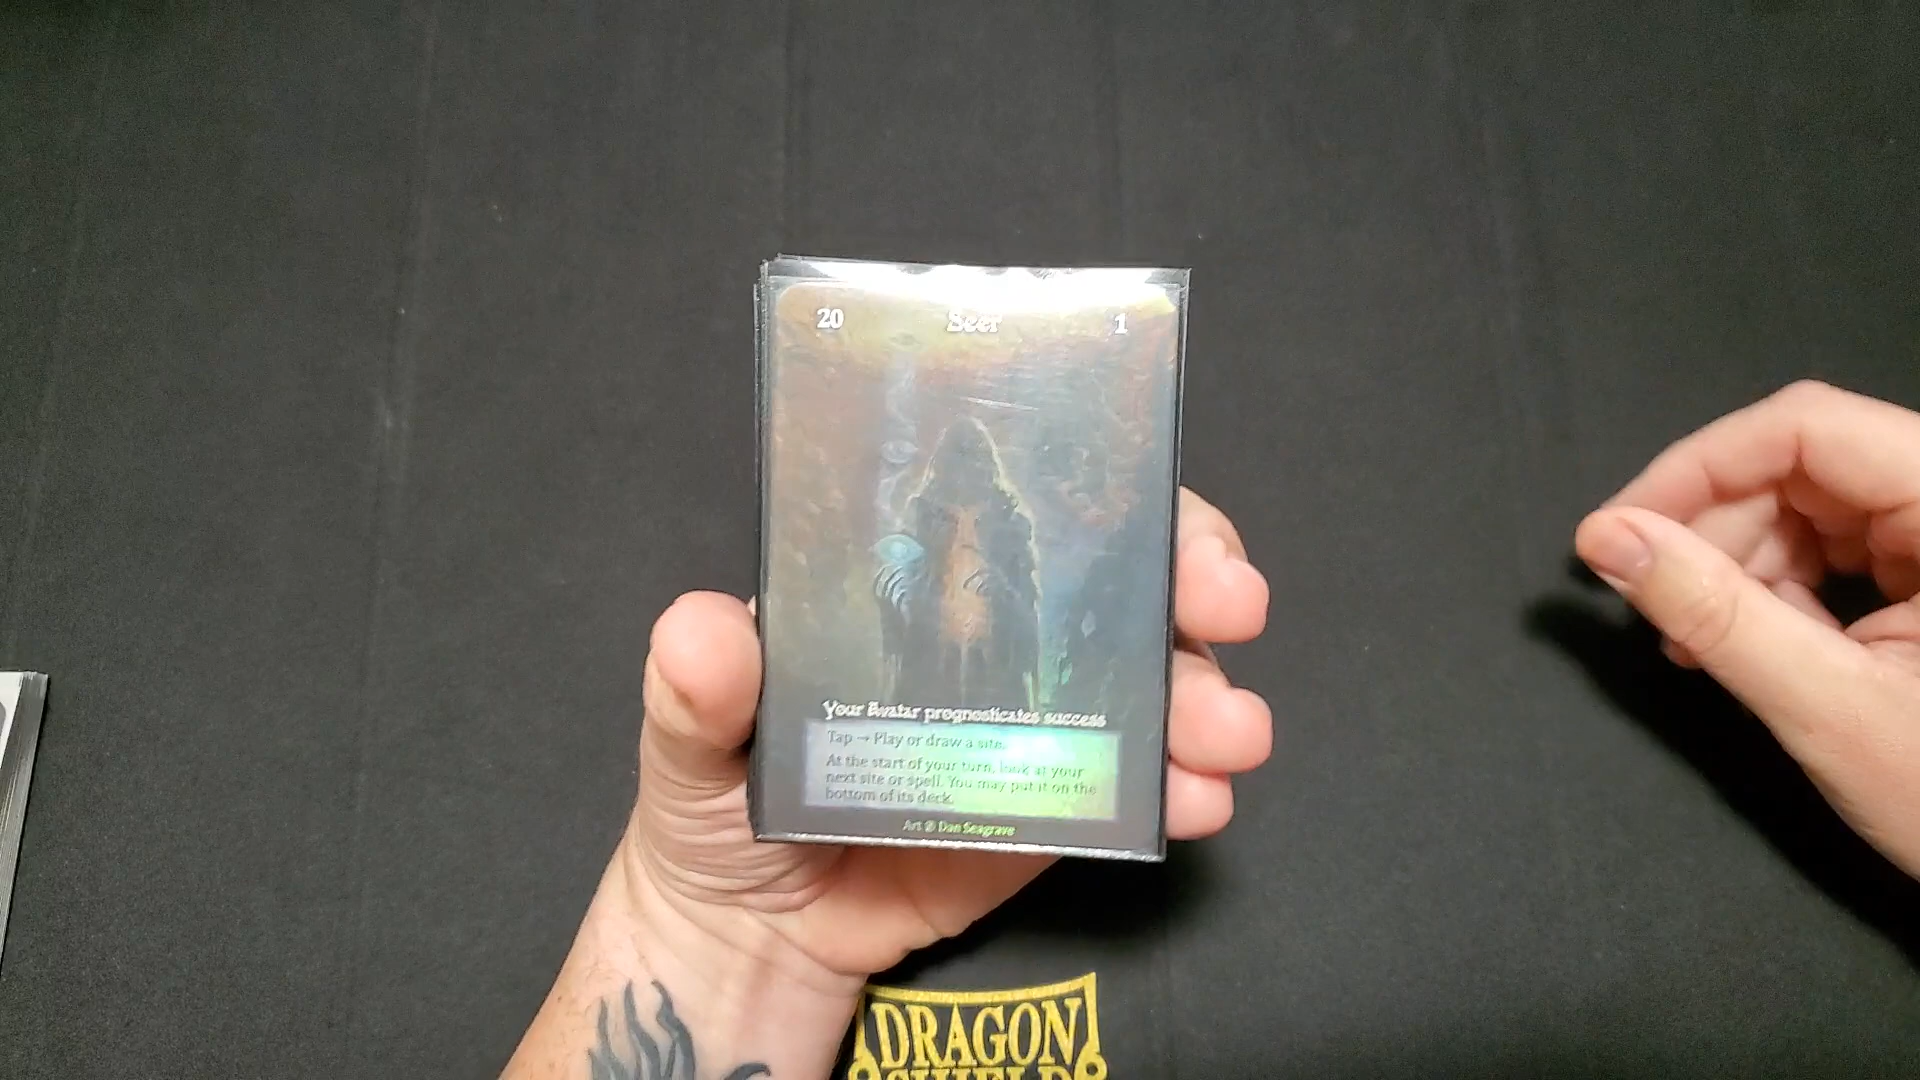 20 Seer 1
Your Avatar prognosticates success
Tap → Play or draw a site.
At the start of your turn, look at your
next site or spell. You may put it on the
bottom of its deck.
Art © Dan Seagrave
DRAGON
SHIELD